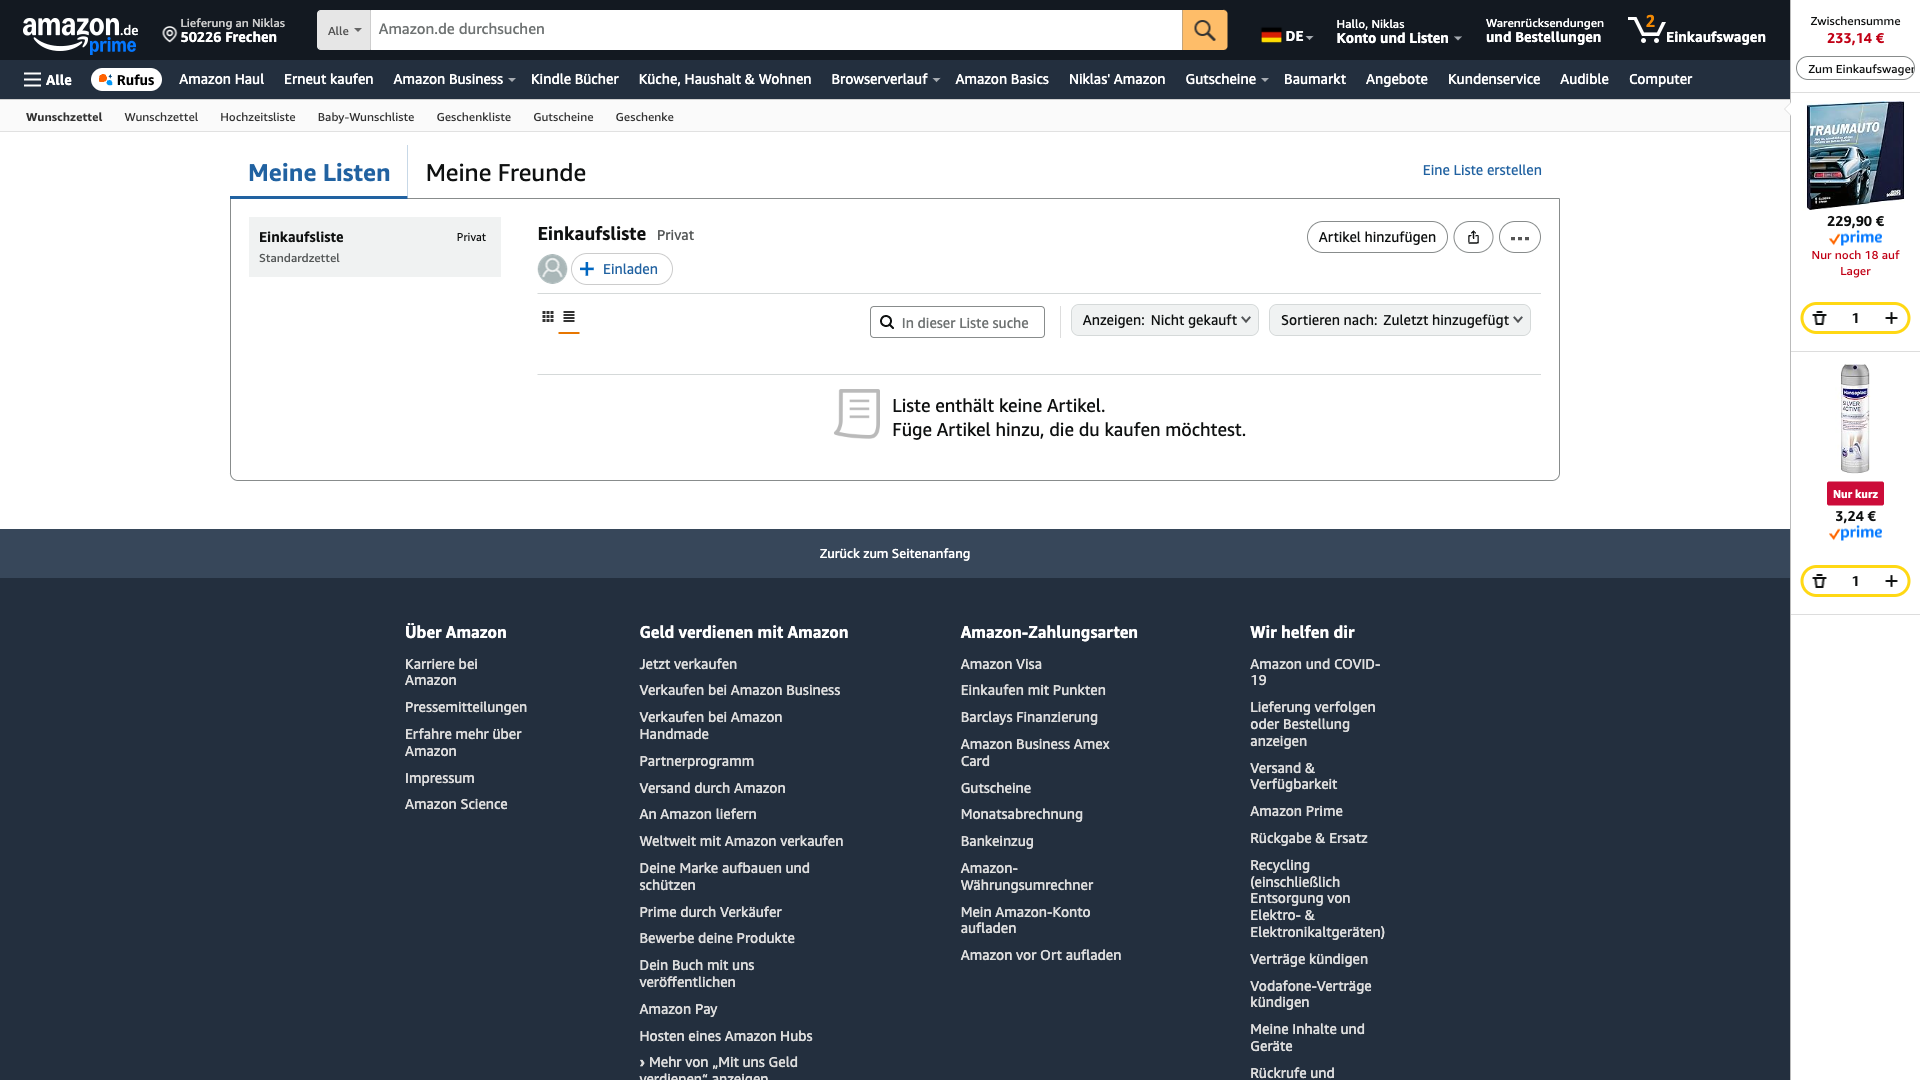 amazon.de
prime
Lieferung an Niklas
50226 Frechen
Alle
Amazon.de durchsuchen
DE
Hallo, Niklas
Konto und Listen
Warenrücksendungen
und Bestellungen
2
Einkaufswagen
Alle
Rufus
Amazon Haul
Erneut kaufen
Amazon Business
Kindle Bücher
Küche, Haushalt & Wohnen
Browserverlauf
Amazon Basics
Niklas' Amazon
Gutscheine
Baumarkt
Angebote
Kundenservice
Audible
Computer
Wunschzettel
Wunschzettel
Hochzeitsliste
Baby-Wunschliste
Geschenkliste
Gutscheine
Geschenke
Meine Listen
Meine Freunde
Eine Liste erstellen
Einkaufsliste
Privat
Standardzettel
Einkaufsliste
Privat
Artikel hinzufügen
Einladen
In dieser Liste suche
Anzeigen: Nicht gekauft
Sortieren nach: Zuletzt hinzugefügt
Liste enthält keine Artikel.
Füge Artikel hinzu, die du kaufen möchtest.
Zurück zum Seitenanfang
Über Amazon
Karriere bei
Amazon
Pressemitteilungen
Erfahre mehr über
Amazon
Impressum
Amazon Science
Geld verdienen mit Amazon
Jetzt verkaufen
Verkaufen bei Amazon Business
Verkaufen bei Amazon
Handmade
Partnerprogramm
Versand durch Amazon
An Amazon liefern
Weltweit mit Amazon verkaufen
Deine Marke aufbauen und
schützen
Prime durch Verkäufer
Bewerbe deine Produkte
Dein Buch mit uns
veröffentlichen
Amazon Pay
Hosten eines Amazon Hubs
› Mehr von „Mit uns Geld
verdienen“ anzeigen
Amazon-Zahlungsarten
Amazon Visa
Einkaufen mit Punkten
Barclays Finanzierung
Amazon Business Amex
Card
Gutscheine
Monatsabrechnung
Bankeinzug
Amazon-
Währungsumrechner
Mein Amazon-Konto
aufladen
Amazon vor Ort aufladen
Wir helfen dir
Amazon und COVID-
19
Lieferung verfolgen
oder Bestellung
anzeigen
Versand &
Verfügbarkeit
Amazon Prime
Rückgabe & Ersatz
Recycling
(einschließlich
Entsorgung von
Elektro- &
Elektronikaltgeräten)
Verträge kündigen
Vodafone-Verträge
kündigen
Meine Inhalte und
Geräte
Rückrufe und
Zwischensumme
233,14 €
Zum Einkaufswagen
TRAUMAUTO
229,90 €
prime
Nur noch 18 auf
Lager
1
Hansaplast
SILVER
ACTIVE
Nur kurz
3,24 €
prime
1